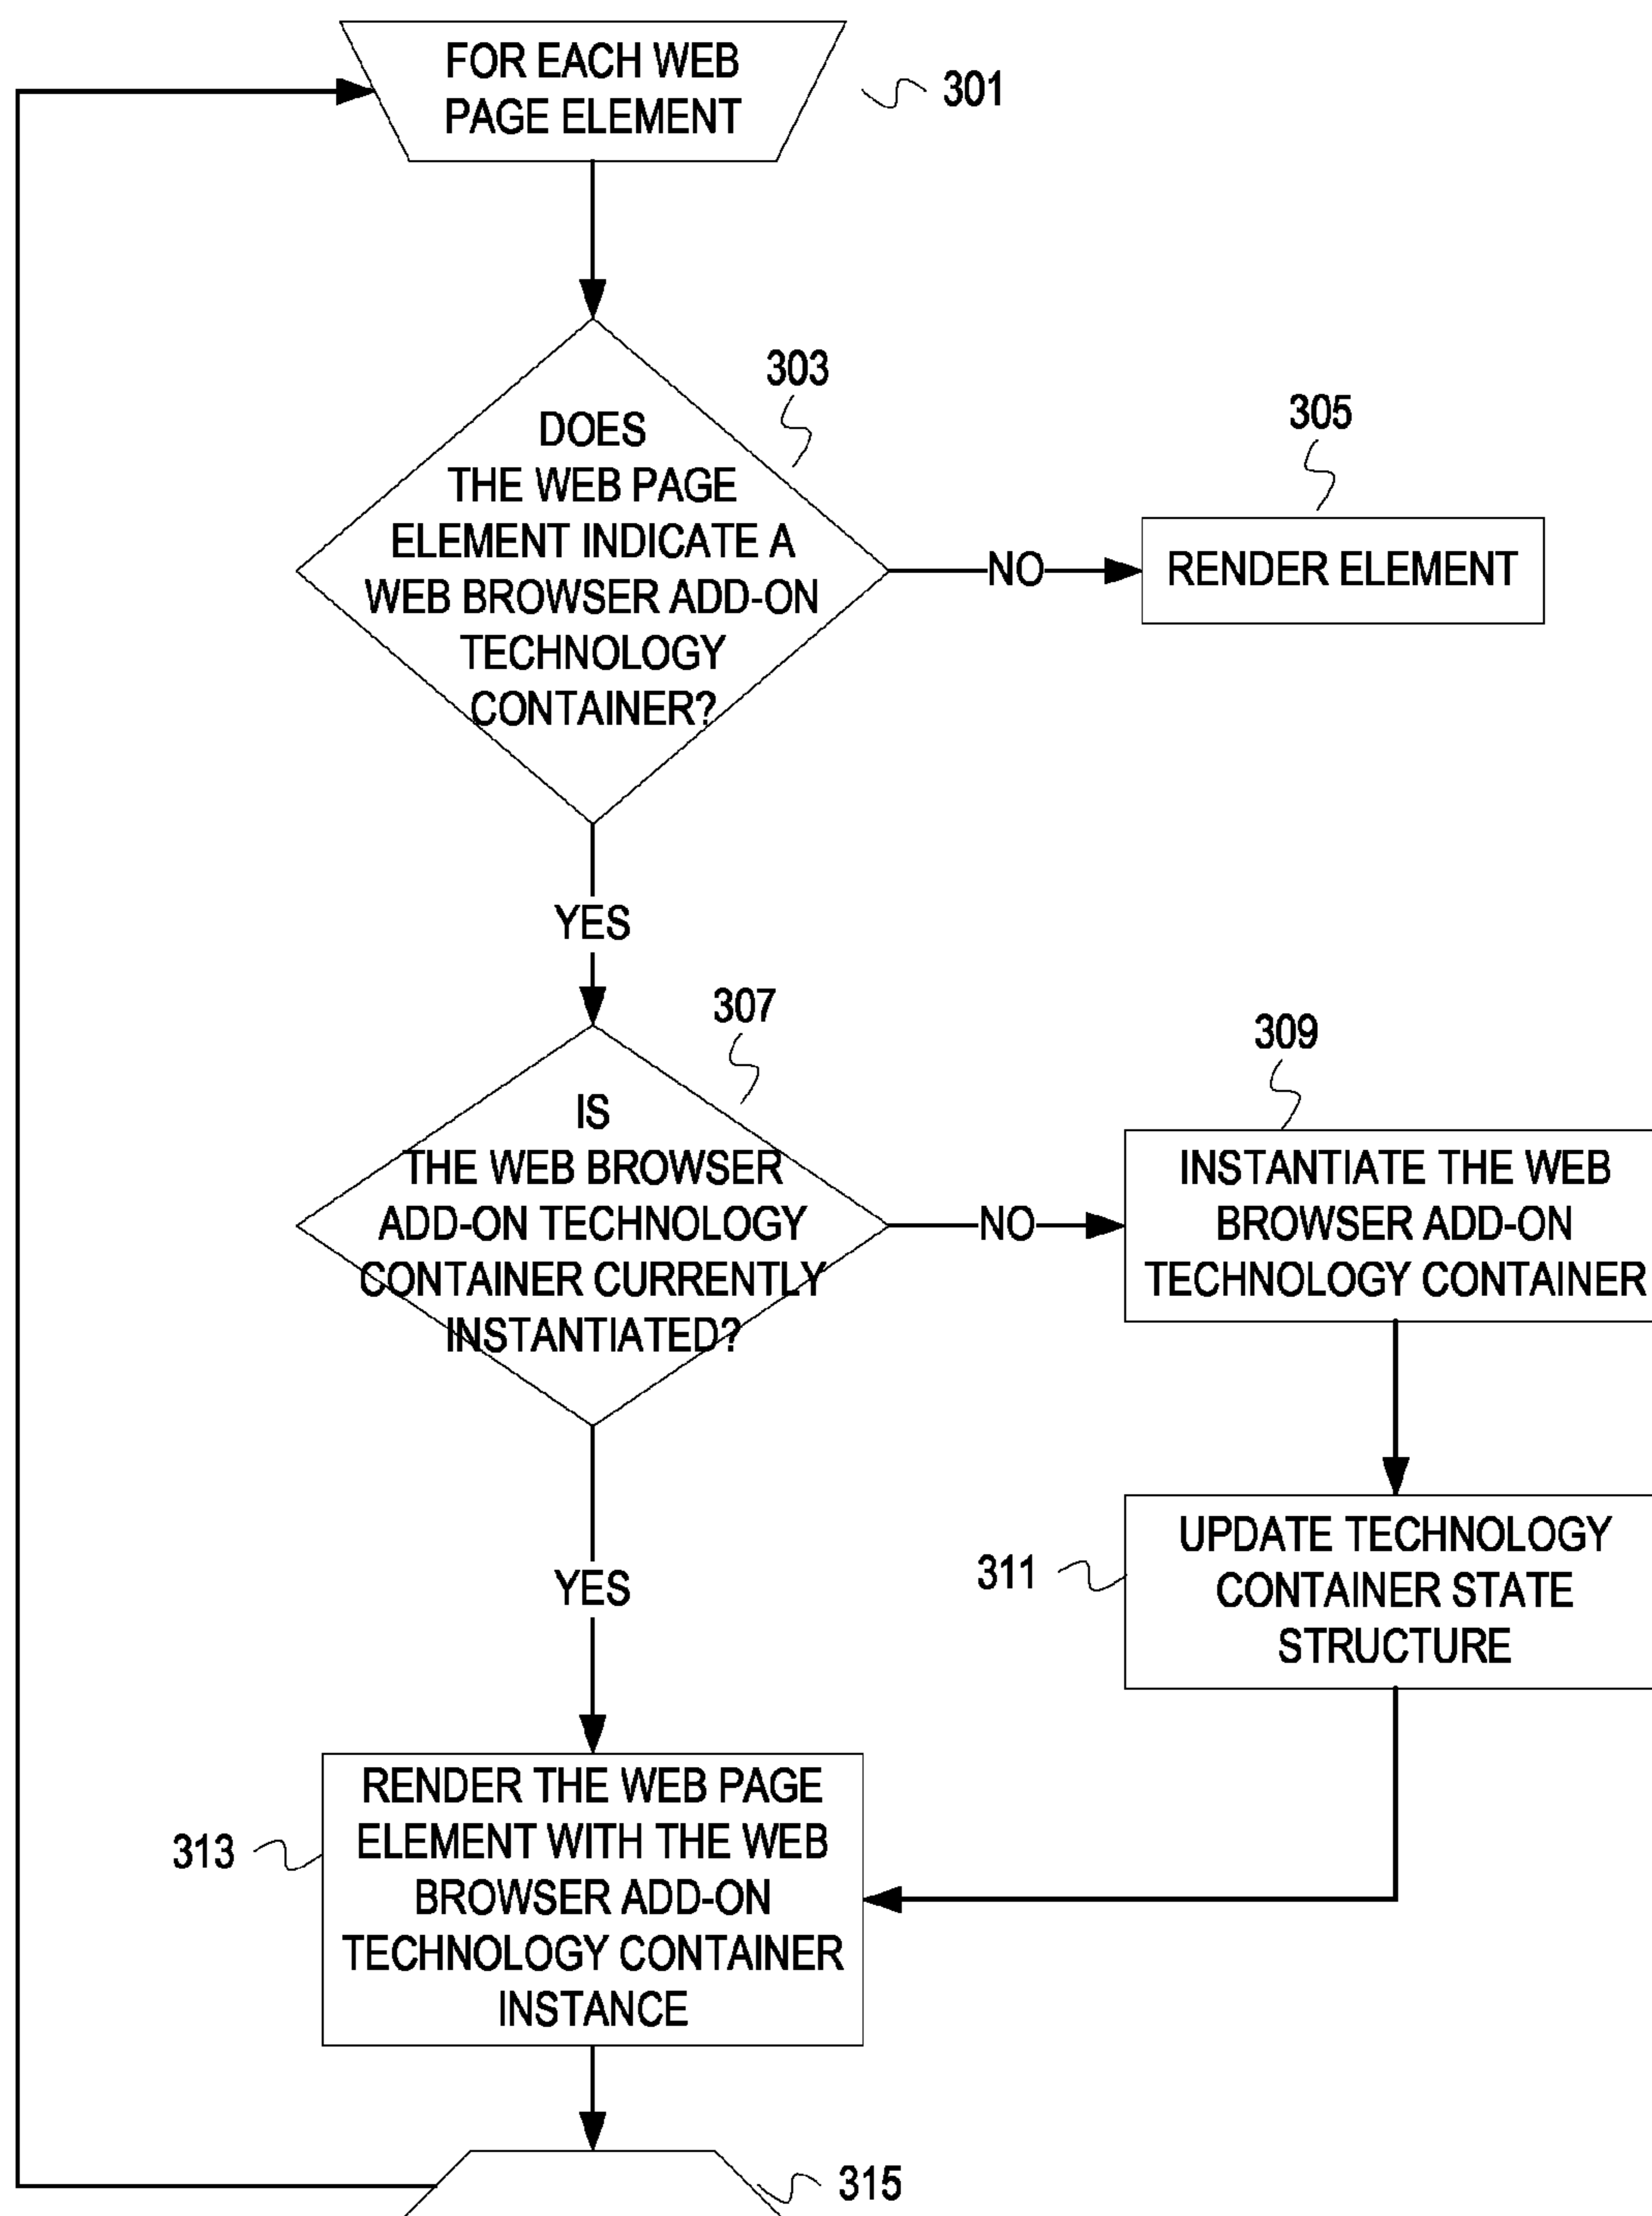 FOR EACH WEB
PAGE ELEMENT
301
303
DOES
THE WEB PAGE
ELEMENT INDICATE A
WEB BROWSER ADD-ON
TECHNOLOGY
CONTAINER?
NO
305
RENDER ELEMENT
YES
307
IS
THE WEB BROWSER
ADD-ON TECHNOLOGY
CONTAINER CURRENTLY
INSTANTIATED?
NO
309
INSTANTIATE THE WEB
BROWSER ADD-ON
TECHNOLOGY CONTAINER
YES
311
UPDATE TECHNOLOGY
CONTAINER STATE
STRUCTURE
313
RENDER THE WEB PAGE
ELEMENT WITH THE WEB
BROWSER ADD-ON
TECHNOLOGY CONTAINER
INSTANCE
315